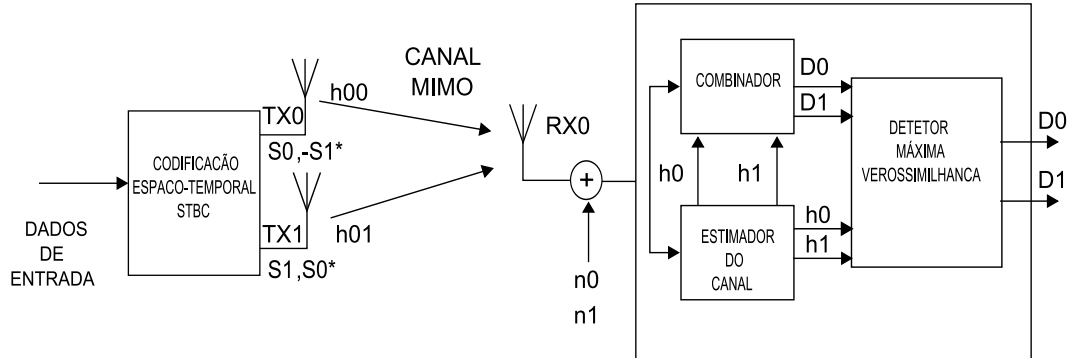 DADOS
DE
ENTRADA
CODIFICAÇÃO
ESPACO-TEMPORAL
STBC
TX0
S0,-S1*
TX1
S1,S0*
h00
h01
CANAL
MIMO
RX0
+
n0
n1
COMBINADOR
D0
D1
h0
h1
ESTIMADOR
DO
CANAL
h0
h1
DETETOR
MÁXIMA
VEROSSIMILHANCA
D0
D1